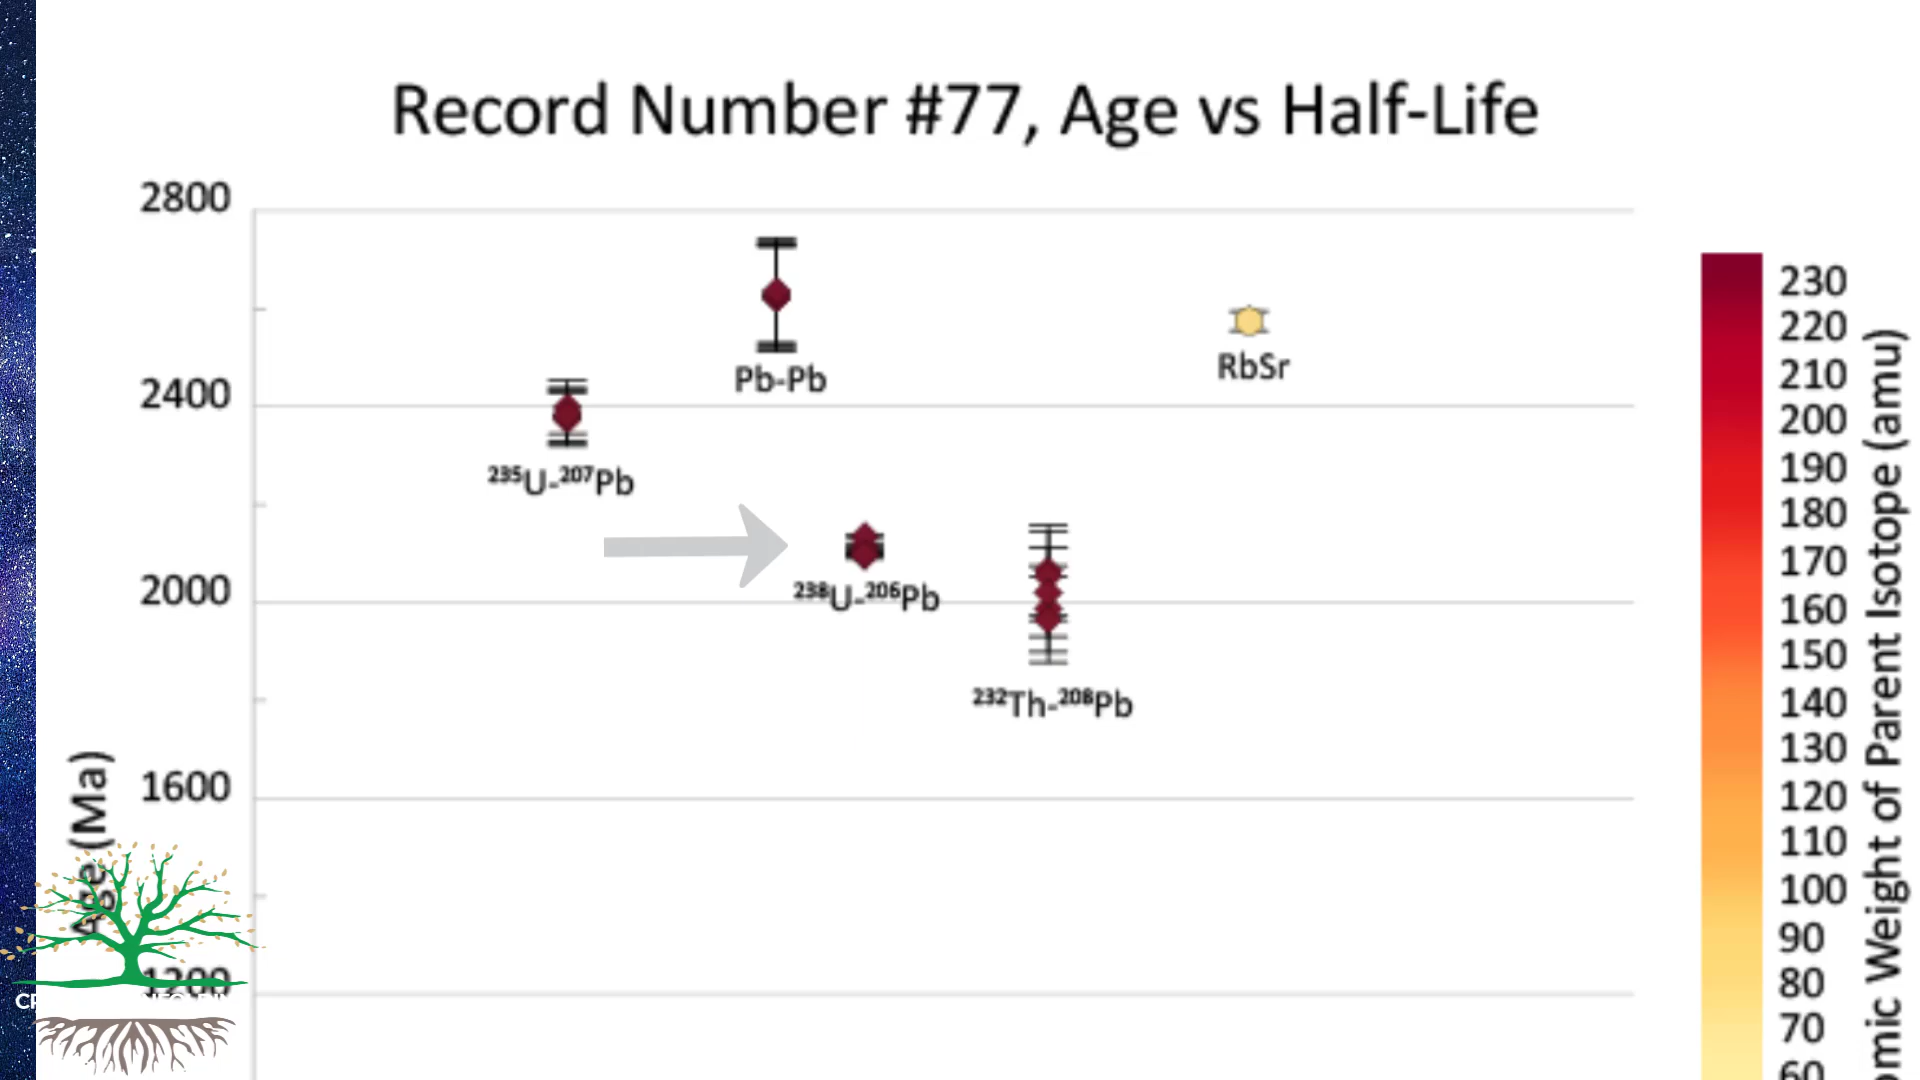 Record Number #77, Age vs Half-Life
2800
2400
2000
1600
1200
Age (Ma)
Pb-Pb
RbSr
²³⁵U-²⁰⁷Pb
²³⁸U-²⁰⁶Pb
²³²Th-²⁰⁸Pb
230
220
210
200
190
180
170
160
150
140
130
120
110
100
90
80
70
60
Weight of Parent Isotope (amu)